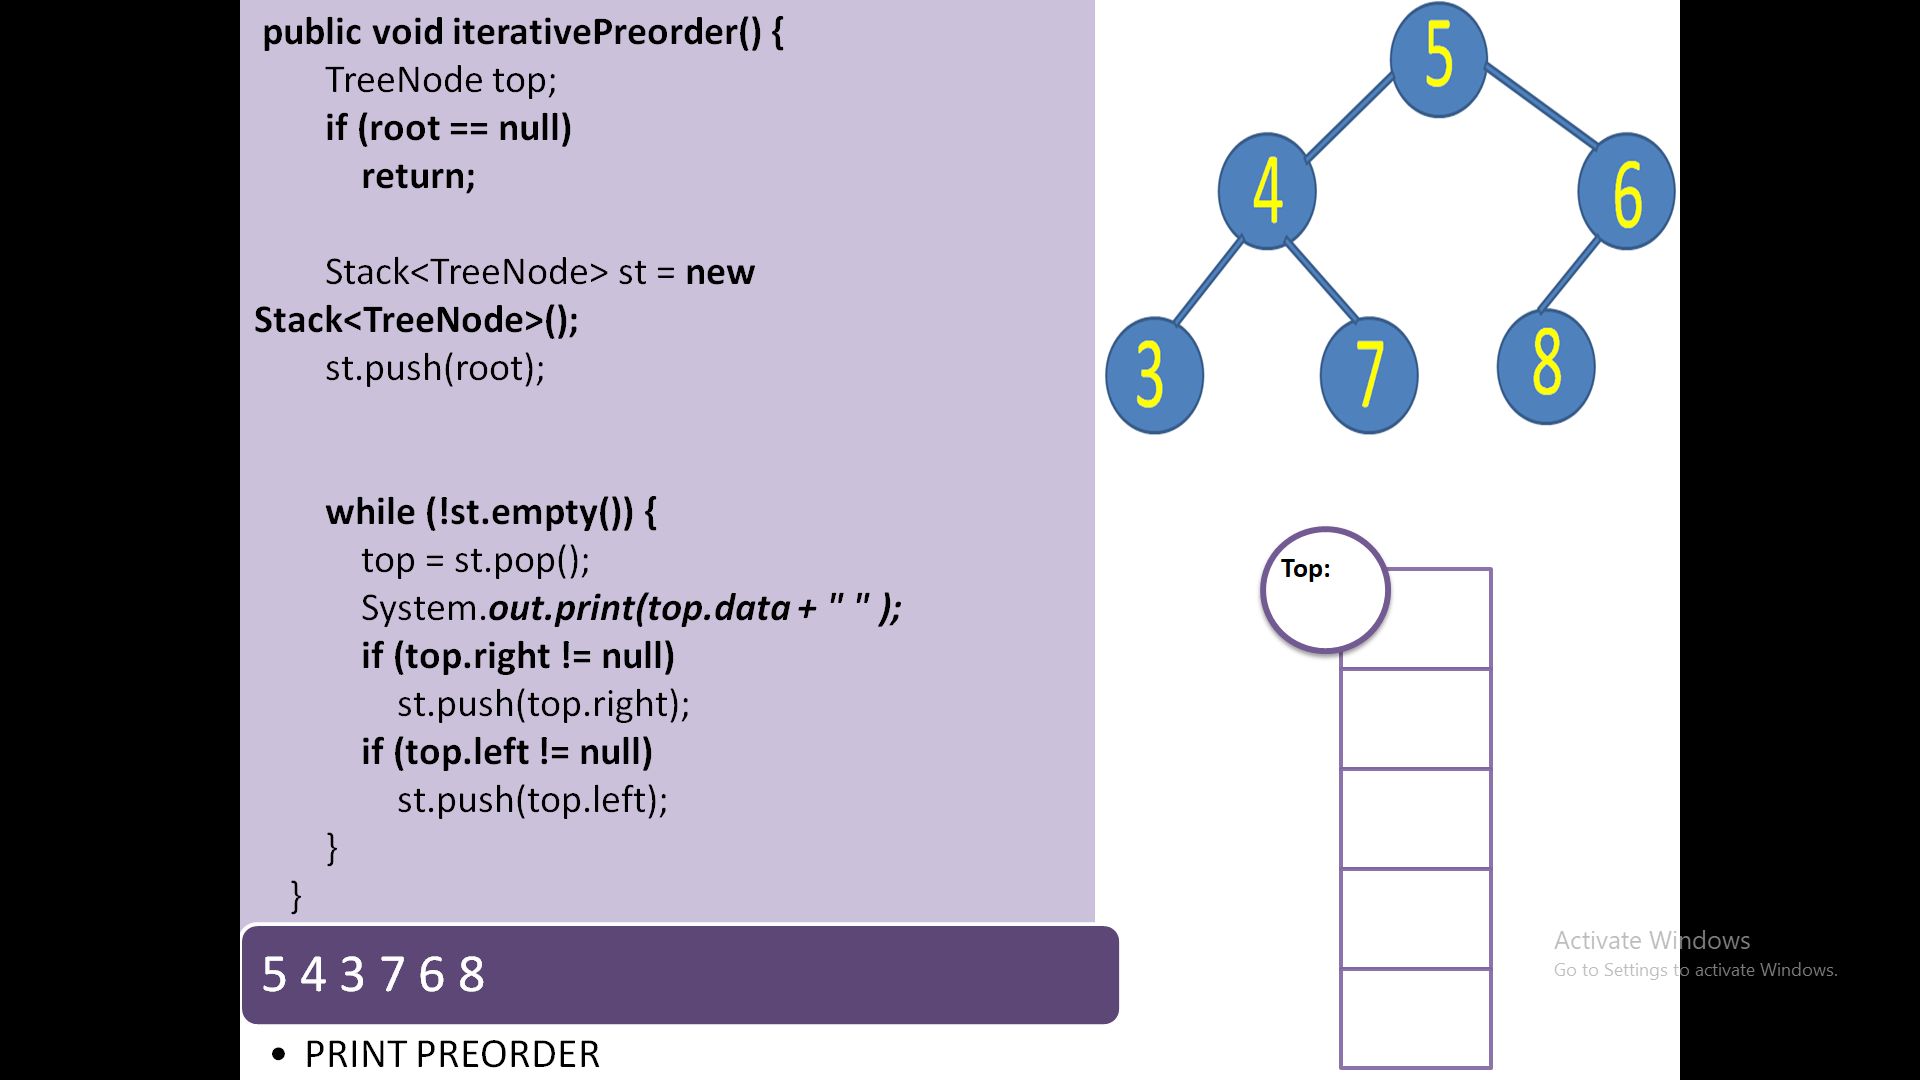 public void iterativePreorder() {
TreeNode top;
if (root == null)
return;
Stack<TreeNode> st = new
Stack<TreeNode>();
st.push(root);
while (!st.empty()) {
top = st.pop();
System.out.print(top.data + " " );
if (top.right != null)
st.push(top.right);
if (top.left != null)
st.push(top.left);
}
}
5 4 3 7 6 8
• PRINT PREORDER
5
4
6
3
7
8
Top:
Activate Windows
Go to Settings to activate Windows.